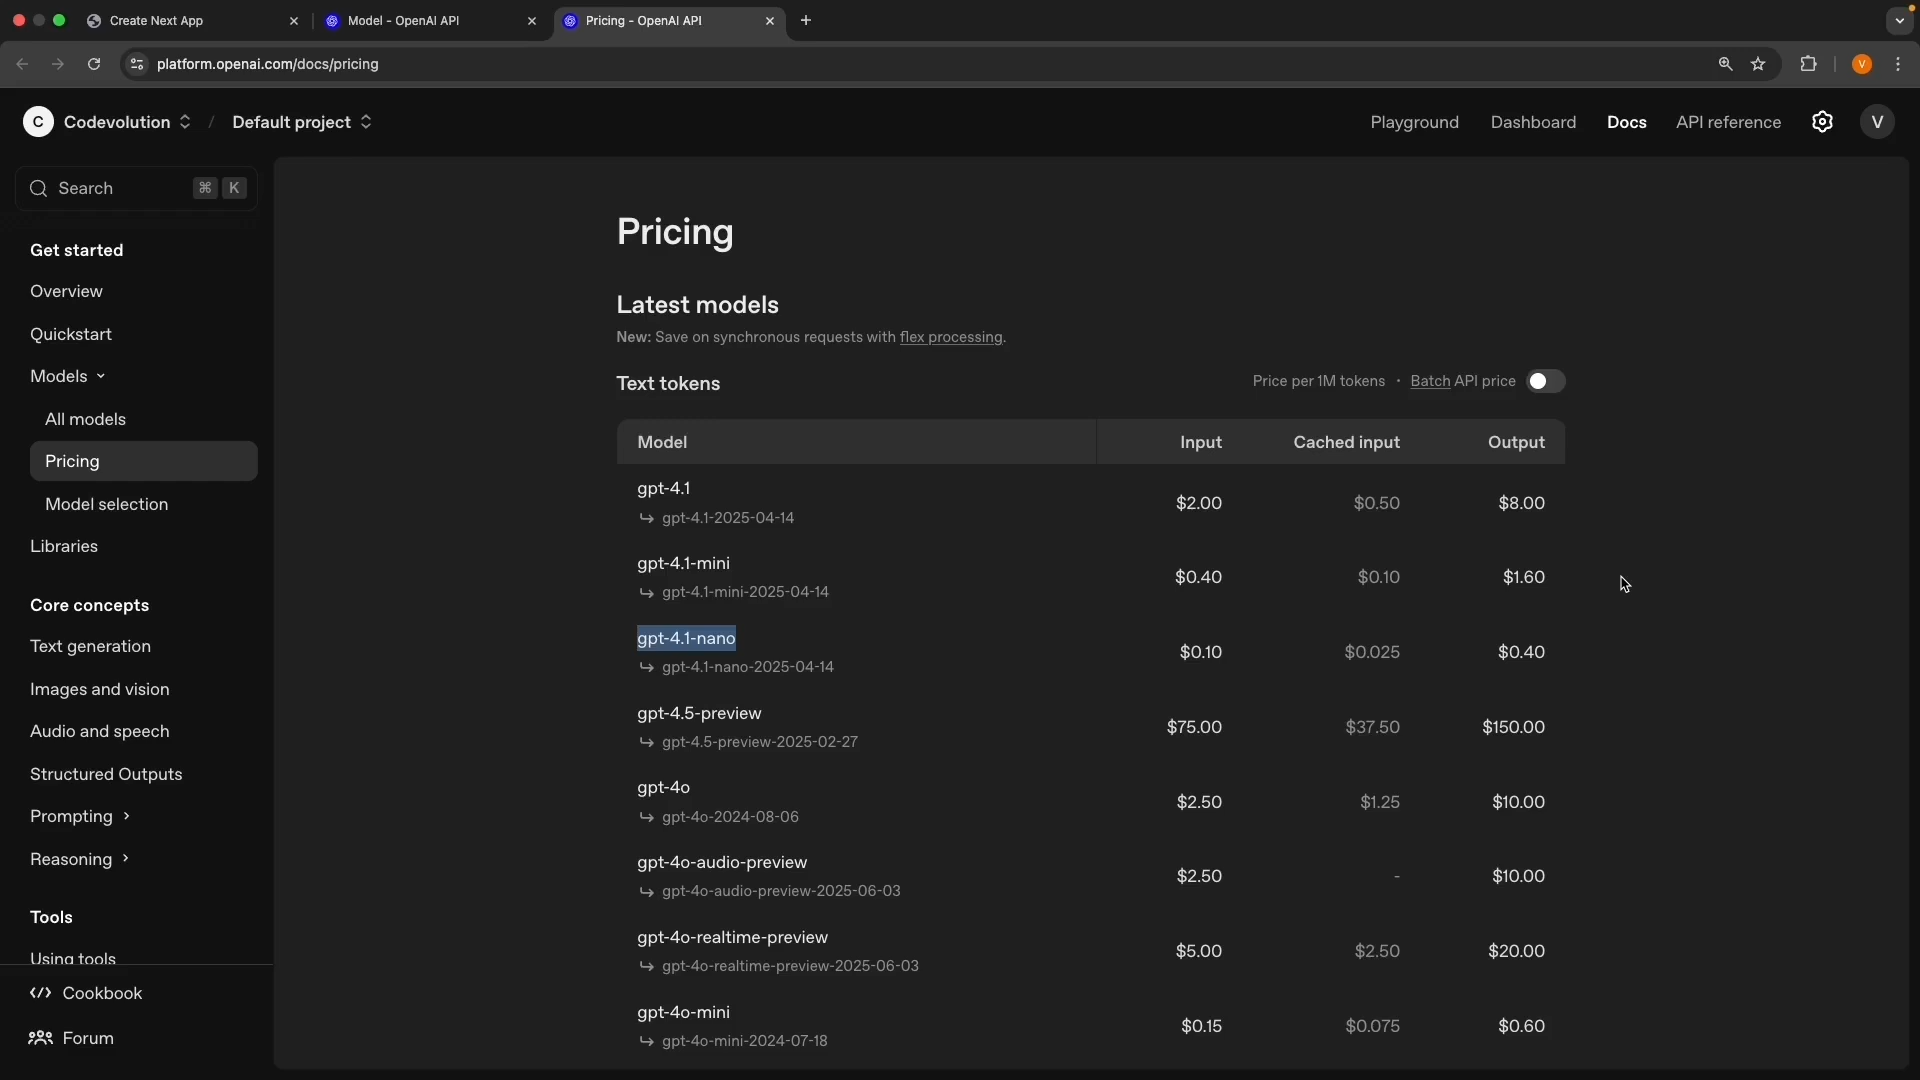 Create Next App
Model - OpenAI API
Pricing - OpenAI API
platform.openai.com/docs/pricing
V
C Codevolution / Default project
Playground Dashboard Docs API reference V
Search ⌘ K
Get started
Overview
Quickstart
Models
All models
Pricing
Model selection
Libraries
Core concepts
Text generation
Images and vision
Audio and speech
Structured Outputs
Prompting
Reasoning
Tools
Using tools
Cookbook
Forum
Pricing
Latest models
New: Save on synchronous requests with flex processing.
Text tokens Price per 1M tokens • Batch API price
Model Input Cached input Output
gpt-4.1
$2.00 $0.50 $8.00
gpt-4.1-2025-04-14
gpt-4.1-mini
$0.40 $0.10 $1.60
gpt-4.1-mini-2025-04-14
gpt-4.1-nano
$0.10 $0.025 $0.40
gpt-4.1-nano-2025-04-14
gpt-4.5-preview
$75.00 $37.50 $150.00
gpt-4.5-preview-2025-02-27
gpt-4o
$2.50 $1.25 $10.00
gpt-4o-2024-08-06
gpt-4o-audio-preview
$2.50 - $10.00
gpt-4o-audio-preview-2025-06-03
gpt-4o-realtime-preview
$5.00 $2.50 $20.00
gpt-4o-realtime-preview-2025-06-03
gpt-4o-mini
$0.15 $0.075 $0.60
gpt-4o-mini-2024-07-18